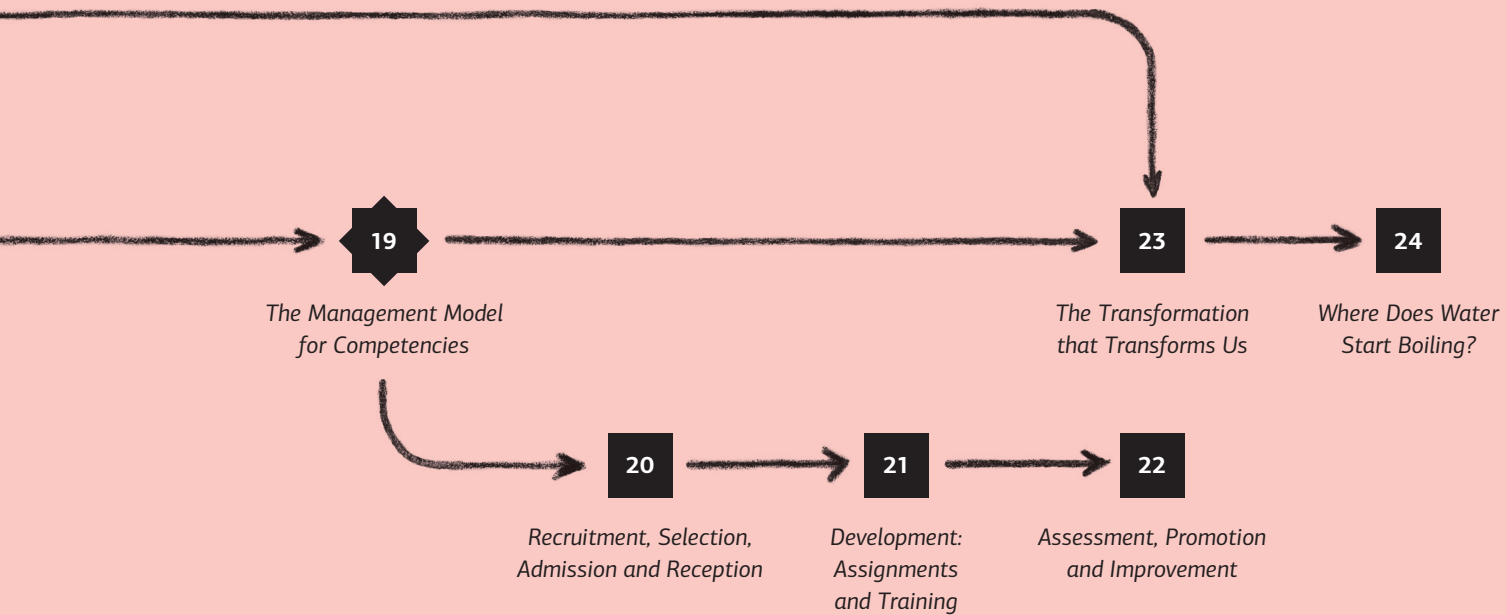 19
The Management Model
for Competencies
23
The Transformation
that Transforms Us
24
Where Does Water
Start Boiling?
20
Recruitment, Selection,
Admission and Reception
21
Development:
Assignments
and Training
22
Assessment, Promotion
and Improvement